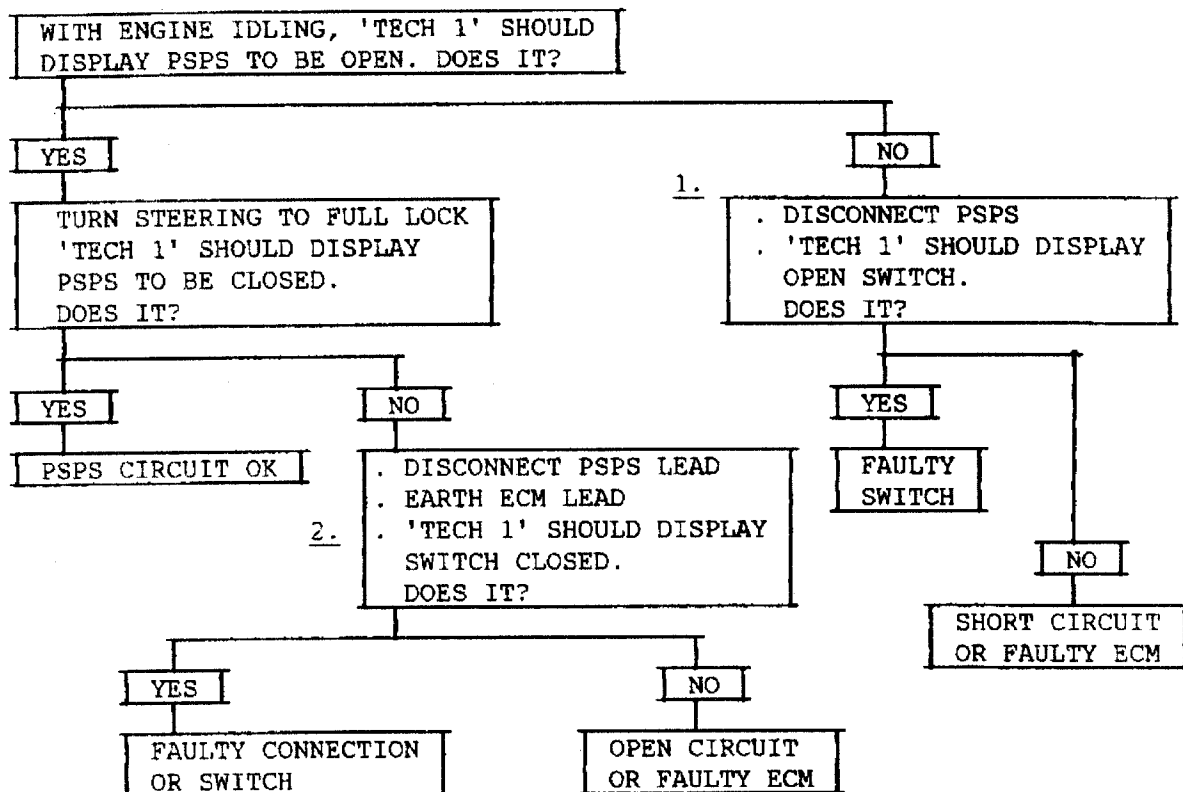 WITH ENGINE IDLING, 'TECH 1' SHOULD
DISPLAY PSPS TO BE OPEN. DOES IT?
YES
NO
TURN STEERING TO FULL LOCK
'TECH 1' SHOULD DISPLAY
PSPS TO BE CLOSED.
DOES IT?
1.
. DISCONNECT PSPS
. 'TECH 1' SHOULD DISPLAY
OPEN SWITCH.
DOES IT?
YES
NO
YES
PSPS CIRCUIT OK
2.
. DISCONNECT PSPS LEAD
. EARTH ECM LEAD
. 'TECH 1' SHOULD DISPLAY
SWITCH CLOSED.
DOES IT?
FAULTY
SWITCH
NO
SHORT CIRCUIT
OR FAULTY ECM
YES
NO
FAULTY CONNECTION
OR SWITCH
OPEN CIRCUIT
OR FAULTY ECM